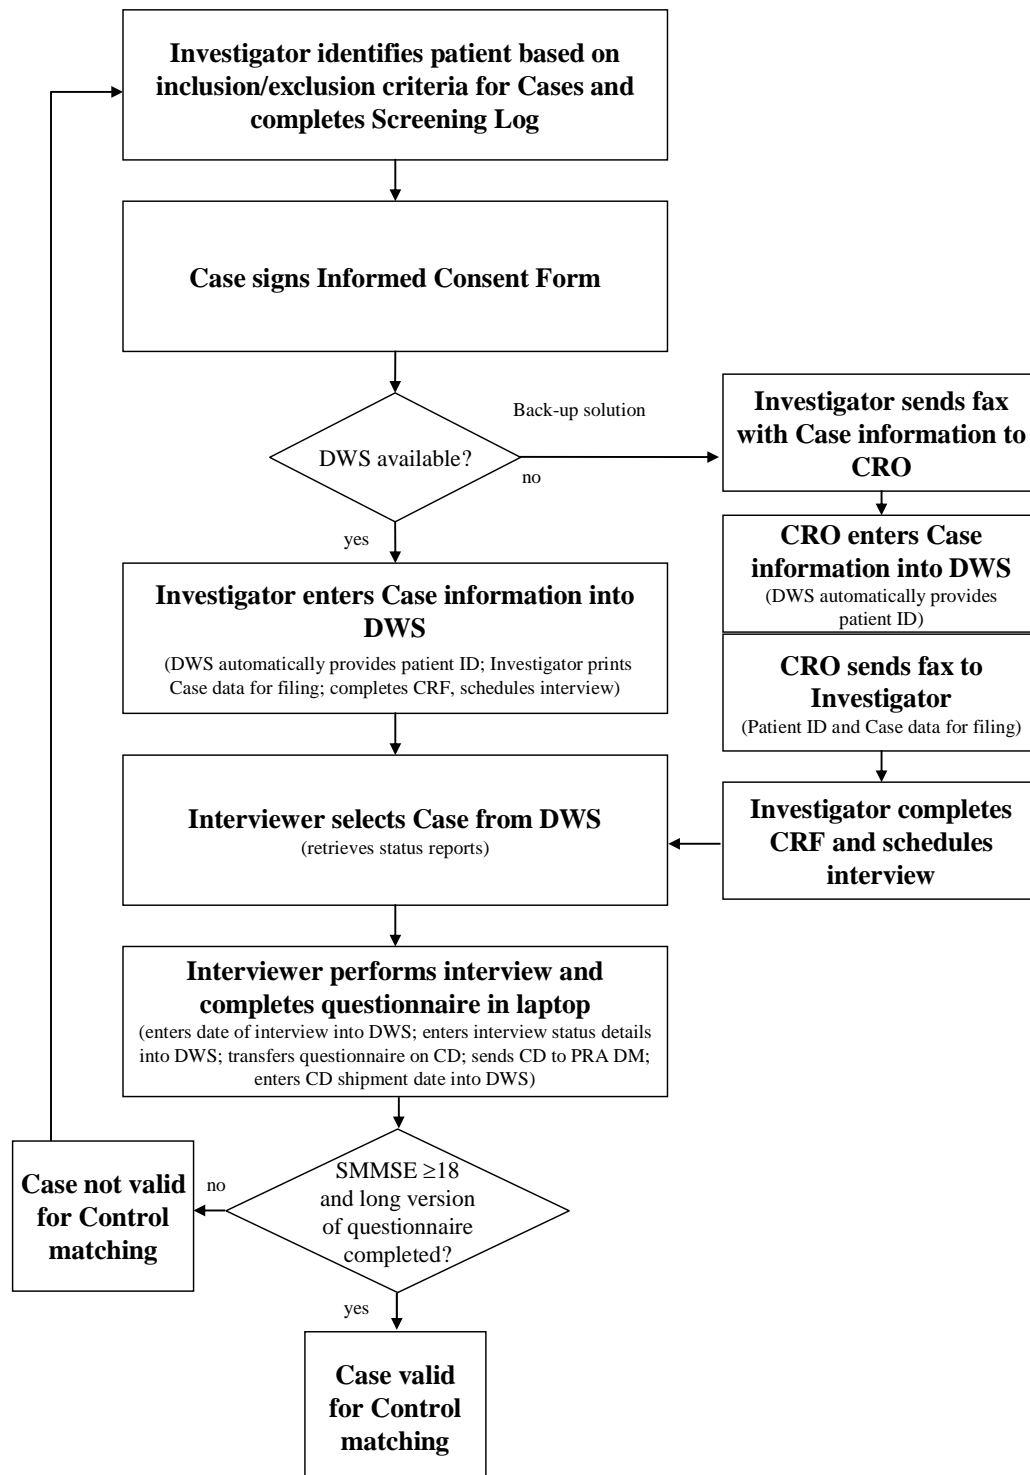 Investigator identifies patient based on
inclusion/exclusion criteria for Cases and
completes Screening Log
Case signs Informed Consent Form
DWS available?
Back-up solution
no
yes
Investigator sends fax
with Case information to
CRO
CRO enters Case
information into DWS
(DWS automatically provides
patient ID)
CRO sends fax to
Investigator
(Patient ID and Case data for filing)
Investigator completes
CRF and schedules
interview
Investigator enters Case information into
DWS
(DWS automatically provides patient ID; Investigator prints
Case data for filing; completes CRF, schedules interview)
Interviewer selects Case from DWS
(retrieves status reports)
Interviewer performs interview and
completes questionnaire in laptop
(enters date of interview into DWS; enters interview status details
into DWS; transfers questionnaire on CD; sends CD to PRA DM;
enters CD shipment date into DWS)
SMMSE ≥18
and long version
of questionnaire
completed?
no
Case not valid
for Control
matching
yes
Case valid
for Control
matching